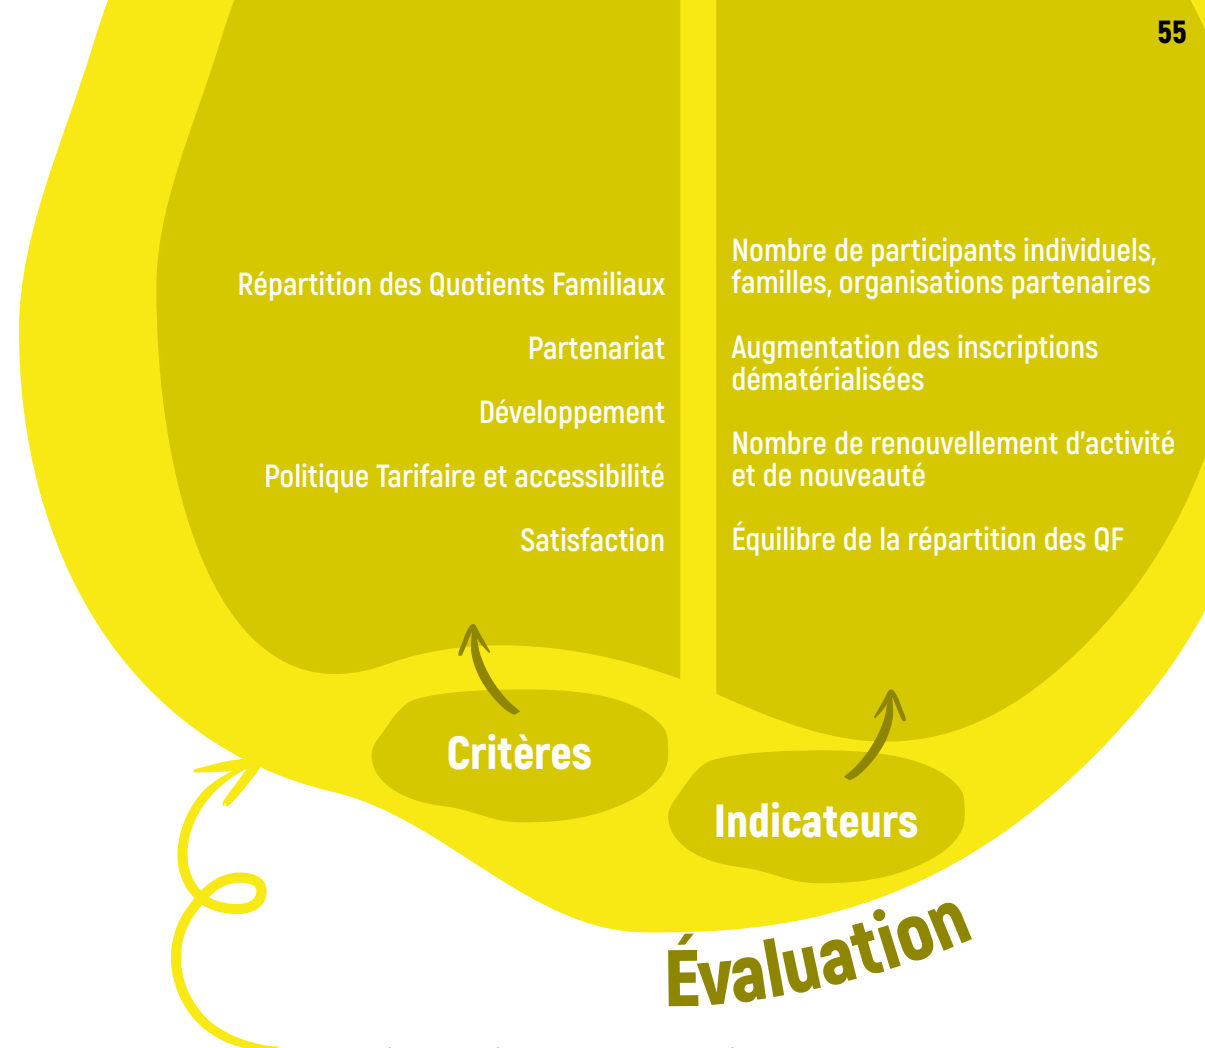 55
Répartition des Quotients Familiaux
Partenariat
Développement
Politique Tarifaire et accessibilité
Satisfaction
Nombre de participants individuels,
familles, organisations partenaires
Augmentation des inscriptions
dématérialisées
Nombre de renouvellement d'activité
et de nouveauté
Équilibre de la répartition des QF
Critères
Indicateurs
Évaluation